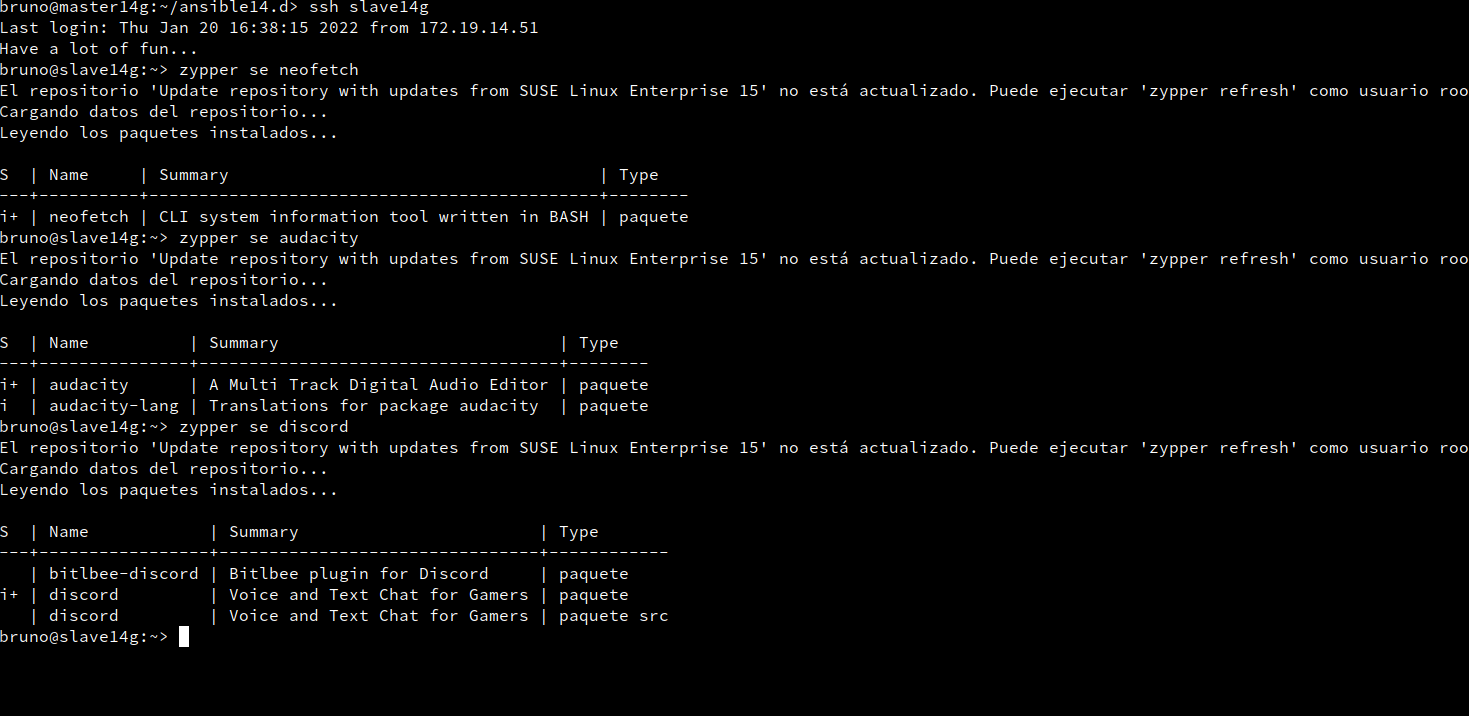 bruno@master14g:~/ansible14.d> ssh slave14g
Last login: Thu Jan 20 16:38:15 2022 from 172.19.14.51
Have a lot of fun...
bruno@slave14g:~> zypper se neofetch
El repositorio 'Update repository with updates from SUSE Linux Enterprise 15' no está actualizado. Puede ejecutar 'zypper refresh' como usuario roo
Cargando datos del repositorio...
Leyendo los paquetes instalados...

S  | Name     | Summary                                     | Type
---+----------+---------------------------------------------+--------
i+ | neofetch | CLI system information tool written in BASH | paquete
bruno@slave14g:~> zypper se audacity
El repositorio 'Update repository with updates from SUSE Linux Enterprise 15' no está actualizado. Puede ejecutar 'zypper refresh' como usuario roo
Cargando datos del repositorio...
Leyendo los paquetes instalados...

S  | Name          | Summary                            | Type
---+---------------+------------------------------------+--------
i+ | audacity      | A Multi Track Digital Audio Editor | paquete
i  | audacity-lang | Translations for package audacity  | paquete
bruno@slave14g:~> zypper se discord
El repositorio 'Update repository with updates from SUSE Linux Enterprise 15' no está actualizado. Puede ejecutar 'zypper refresh' como usuario roo
Cargando datos del repositorio...
Leyendo los paquetes instalados...

S  | Name            | Summary                        | Type
---+-----------------+--------------------------------+------------
   | bitlbee-discord | Bitlbee plugin for Discord     | paquete
i+ | discord         | Voice and Text Chat for Gamers | paquete
   | discord         | Voice and Text Chat for Gamers | paquete src
bruno@slave14g:~>